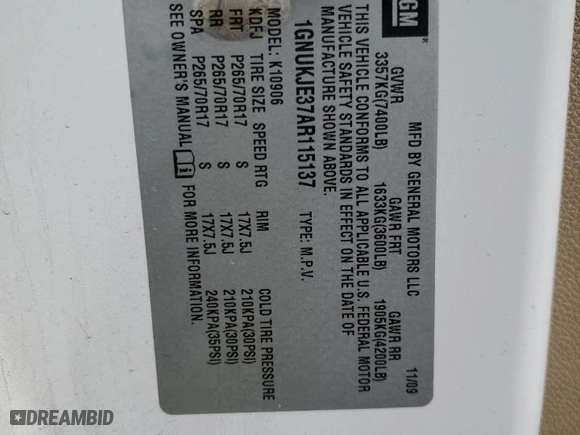 GM
MFD BY GENERAL MOTORS LLC 11/09
GVWR GAWR FRT GAWR RR
3357KG(7400LB) 1633KG(3600LB) 1905KG(4200LB)
THIS VEHICLE CONFORMS TO ALL APPLICABLE U.S. FEDERAL MOTOR
VEHICLE SAFETY STANDARDS IN EFFECT ON THE DATE OF
MANUFACTURE SHOWN ABOVE.
1GNUKJE37AR115137 TYPE: M.P.V.
MODEL: K10906
KDFJ TIRE SIZE SPEED RTG RIM COLD TIRE PRESSURE
FRT P265/70R17 S 17X7.5J 210KPA(30PSI)
RR P265/70R17 S 17X7.5J 210KPA(30PSI)
SPA P265/70R17 S 17X7.5J 240KPA(35PSI)
SEE OWNER'S MANUAL i FOR MORE INFORMATION.
DREAMBID